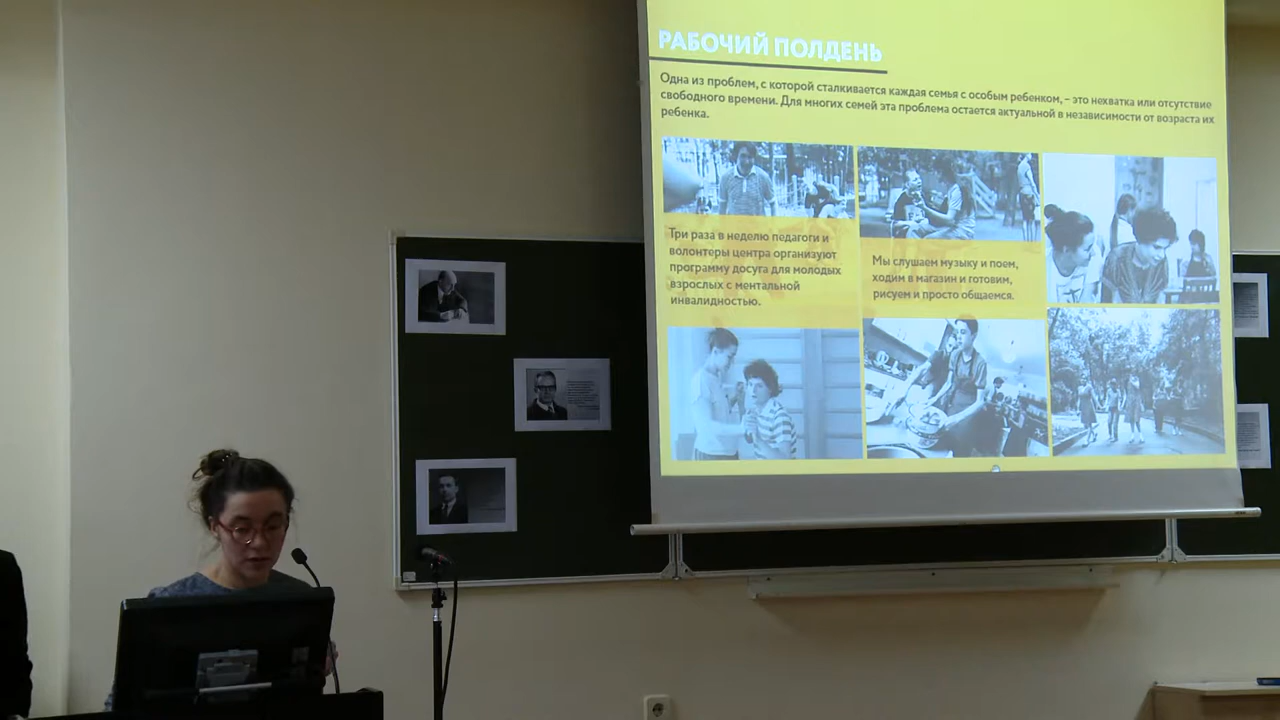 РАБОЧИЙ ПОЛДЕНЬ
Одна из проблем, с которой сталкивается каждая семья с особым ребенком, – это нехватка или отсутствие
свободного времени. Для многих семей эта проблема остается актуальной в независимости от возраста их
ребенка.
Три раза в неделю педагоги и
волонтеры центра организуют
программу досуга для молодых
взрослых с ментальной
инвалидностью.
Мы слушаем музыку и поем,
ходим в магазин и готовим,
рисуем и просто общаемся.